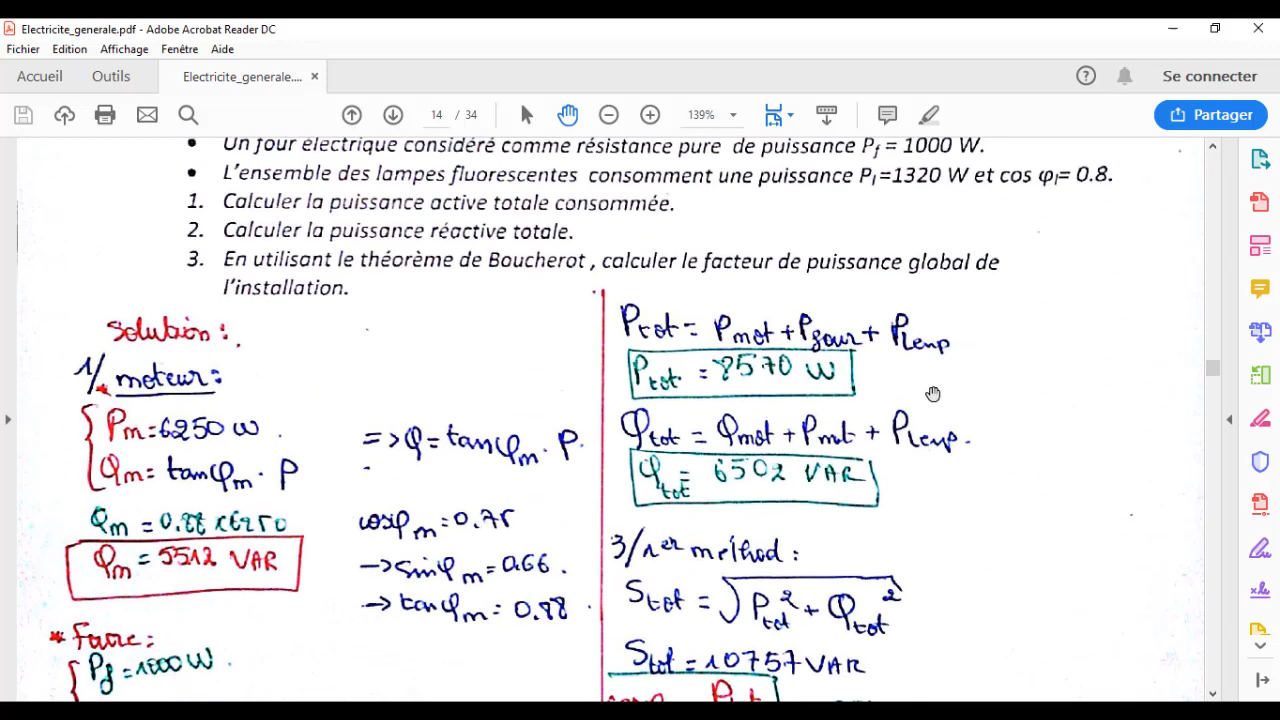 Electricite_generale.pdf - Adobe Acrobat Reader DC
Fichier Edition Affichage Fenêtre Aide
Accueil Outils Electricite_generale.... × Se connecter
14 / 34 139% Partager
• Un four électrique considéré comme résistance pure de puissance Pf = 1000 W.
• L'ensemble des lampes fluorescentes consomment une puissance Pl=1320 W et cos φl= 0.8.
1. Calculer la puissance active totale consommée.
2. Calculer la puissance réactive totale.
3. En utilisant le théorème de Boucherot , calculer le facteur de puissance global de
l'installation.
Solution :
1/ moteur :
Pm = 6250 W
Qm = tanφm . P
=> Q = tanφm . P
Qm = 0.88 x 6250
Qm = 5512 VAR
cosφm = 0.75
→ sinφm = 0.66
→ tanφm = 0.88
* Foure :
Pf = 1000 W
Ptot = Pmot + Pfour + Plamp
Ptot = 8570 W
Qtot = Qmot + Pmot + Plamp
Qtot = 6502 VAR
3/ 1er méthod :
Stot = √Ptot² + Qtot²
Stot = 10757 VAR